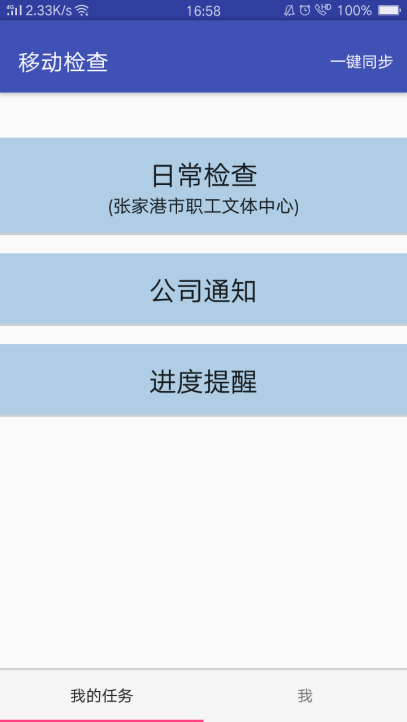 2.33K/s 16:58 100%
移动检查 一键同步
日常检查
(张家港市职工文体中心)
公司通知
进度提醒
我的任务 我